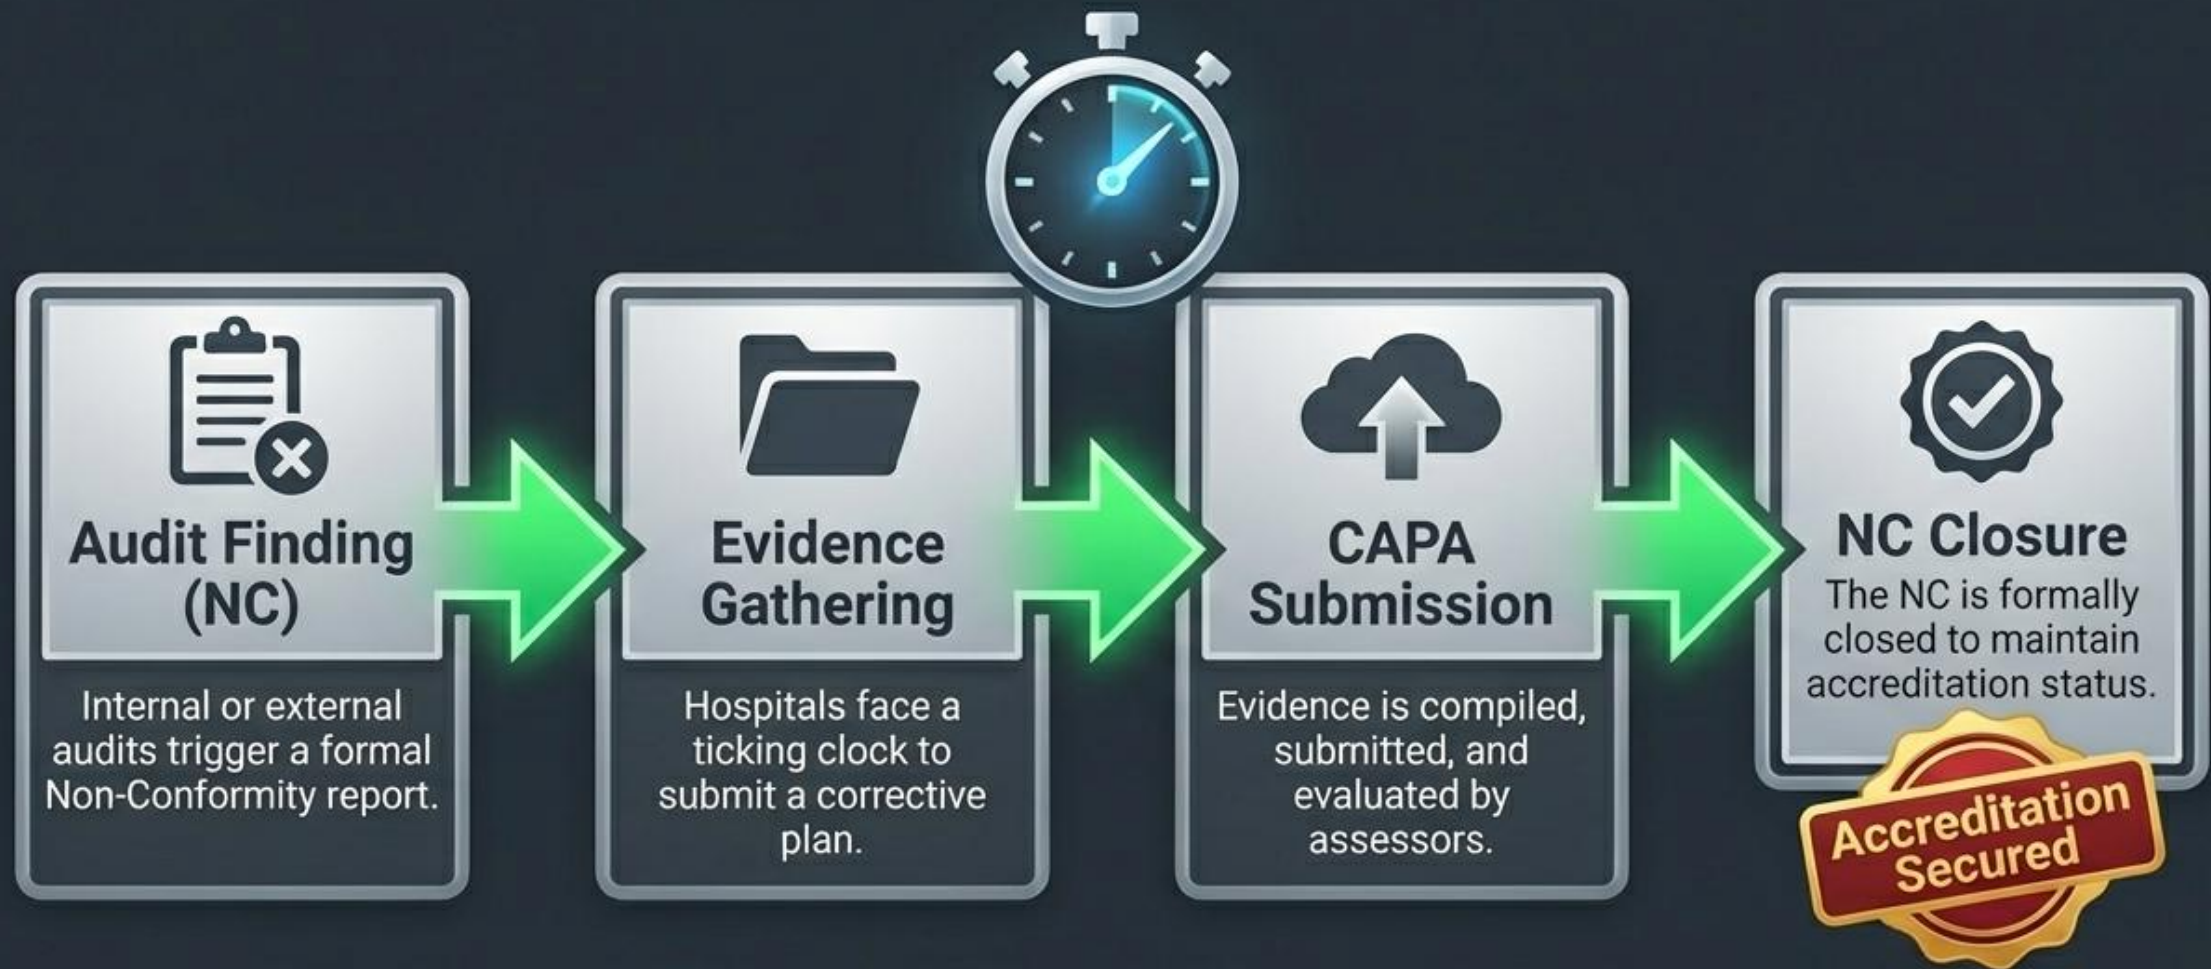 Audit Finding
(NC)
Internal or external
audits trigger a formal
Non-Conformity report.
Evidence
Gathering
Hospitals face a
ticking clock to
submit a corrective
plan.
CAPA
Submission
Evidence is compiled,
submitted, and
evaluated by
assessors.
NC Closure
The NC is formally
closed to maintain
accreditation status.
Accreditation
Secured